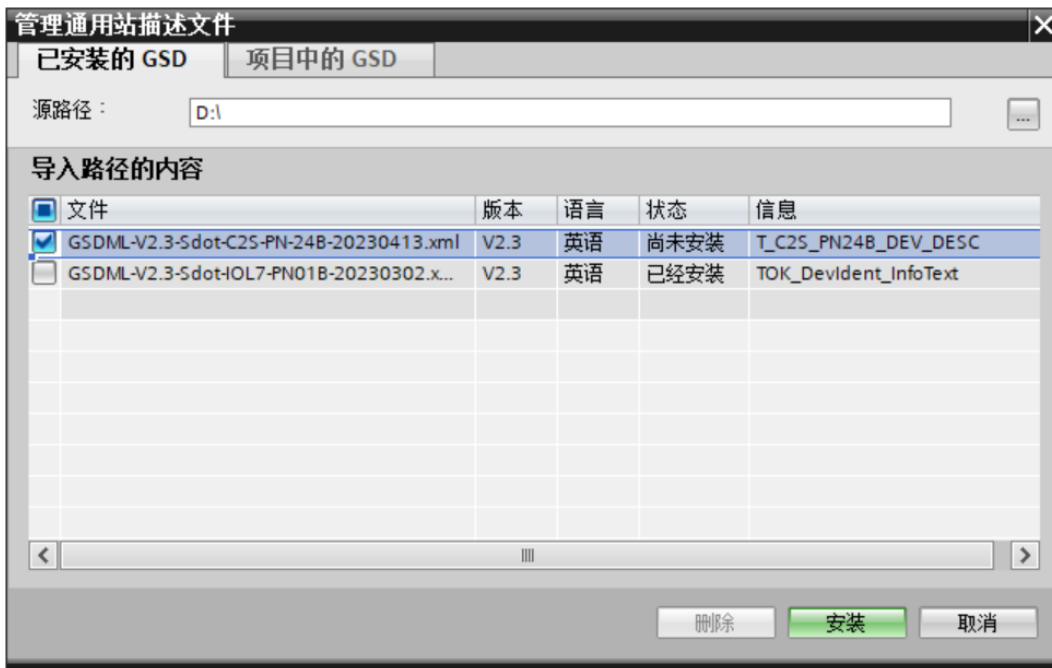 管理通用站描述文件
已安装的 GSD 项目中的 GSD
源路径： D:\ ...
导入路径的内容
文件 版本 语言 状态 信息
GSDML-V2.3-Sdot-C2S-PN-24B-20230413.xml V2.3 英语 尚未安装 T_C2S_PN24B_DEV_DESC
GSDML-V2.3-Sdot-IOL7-PN01B-20230302.x... V2.3 英语 已经安装 TOK_DevIdent_InfoText
删除 安装 取消